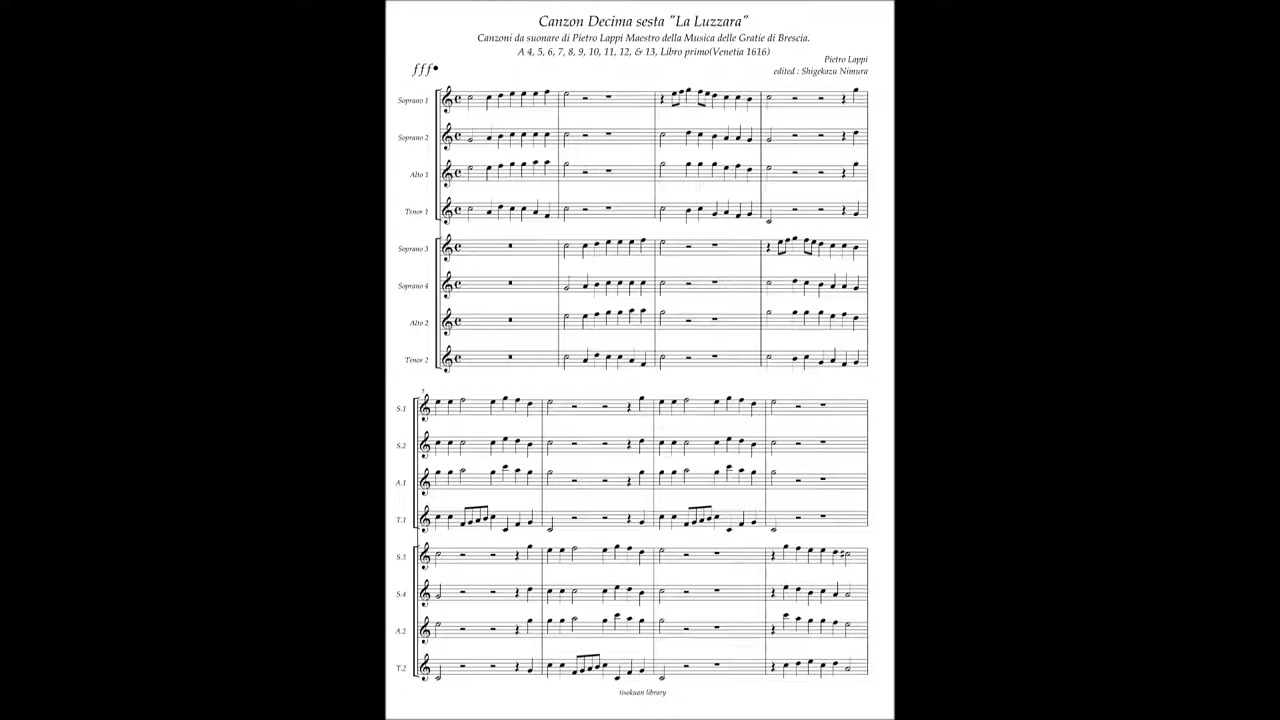 Canzon Decima sesta "La Luzzara"
Canzoni da suonare di Pietro Lappi Maestro della Musica delle Gratie di Brescia.
A 4, 5, 6, 7, 8, 9, 10, 11, 12, & 13, Libro primo(Venetia 1616)
Pietro Lappi
fff
edited : Shigekazu Nimura
Soprano 1
Soprano 2
Alto 1
Tenor 1
Soprano 3
Soprano 4
Alto 2
Tenor 2
5
S.1
S.2
A.1
T.1
S.3
S.4
A.2
T.2
tisokuan library